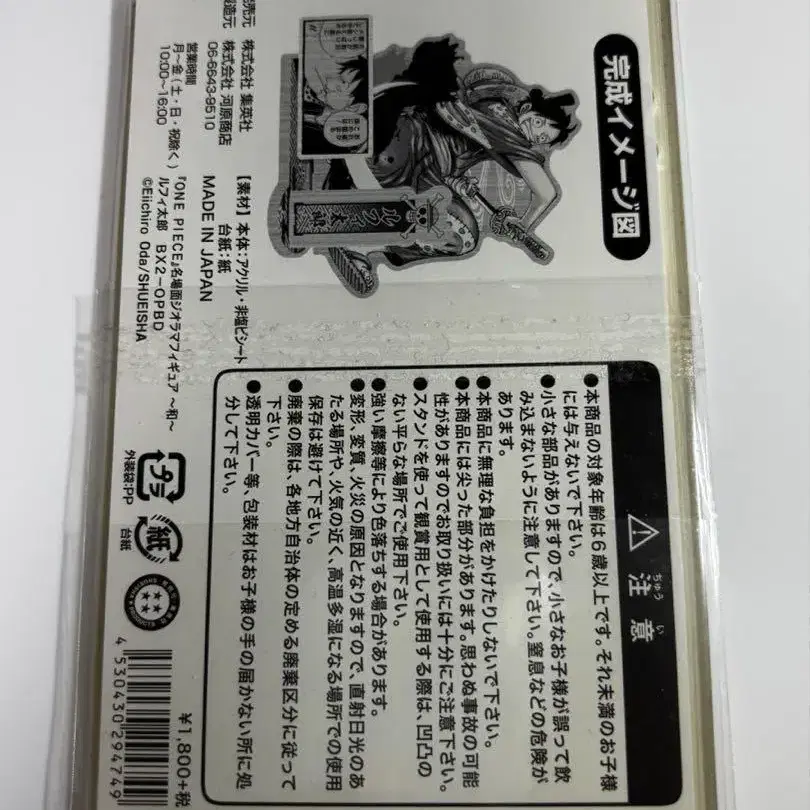 完成イメージ図
ルフィ太郎
発売元 株式会社 集英社
製造元 株式会社 河原商店
06-6643-9510
営業時間
月〜金(土・日・祝除く)
10:00〜16:00
【素材】本体:アクリル・非塩ビシート
台紙:紙
MADE IN JAPAN
『ONE PIECE』名場面ジオラマフィギュア 〜和〜
ルフィ太郎 BX2-OPBD
©Eiichiro Oda/SHUEISHA
注意
ちゅうい
●本商品の対象年齢は6歳以上です。それ未満のお子様
には与えないで下さい。
●小さな部品がありますので、小さなお子様が誤って飲
み込まないように注意して下さい。窒息などの危険が
あります。
●本商品に無理な負担をかけたりしないで下さい。
●本商品には尖った部分があります。思わぬ事故の可能
性がありますのでお取り扱いには十分にご注意下さい。
●スタンドを使って観賞用として使用する際は、凹凸の
ない平らな場所でご使用下さい。
●強い摩擦等により色落ちする場合があります。
●変形、変質、火災の原因となりますので、直射日光のあ
たる場所や、火気の近く、高温多湿になる場所での使用
保存は避けて下さい。
●廃棄の際は、各地方自治体の定める廃棄区分に従って
下さい。
●透明カバー等、包装材はお子様の手の届かない所に処
分して下さい。
プラ
外装袋:PP
紙
台紙
¥1,800+税
4530430294749